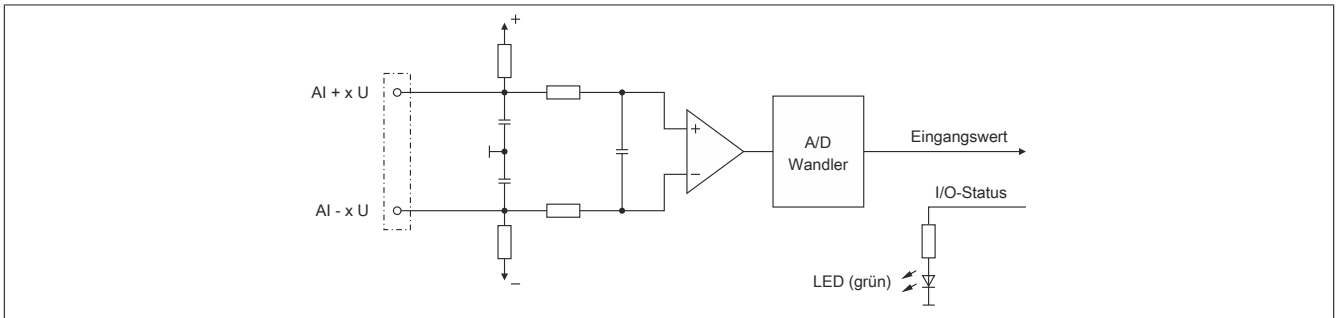 +
AI + x U
+
A/D
Wandler
Eingangswert
−
I/O-Status
AI - x U
LED (grün)
−